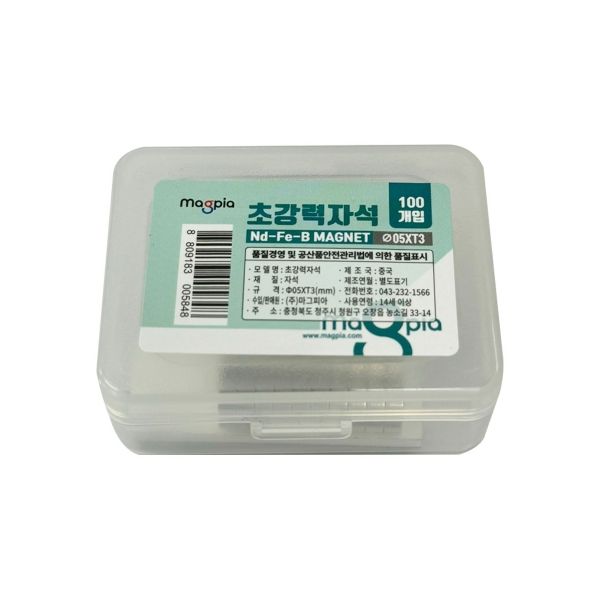 magpia
초강력자석
100
개입
Nd-Fe-B MAGNET
⌀05XT3
품질경영 및 공산품안전관리법에 의한 품질표시
· 모 델 명 : 초강력자석
· 제 조 국 : 중국
· 재 질 : 자석
· 제조연월 : 별도표기
· 규 격 : Φ05XT3(mm)
· 전화번호 : 043-232-1566
· 수입/판매원 : (주)마그피아
· 사용연령 : 14세 이상
· 주 소 : 충청북도 청주시 청원구 오창읍 농소길 33-14
magpia
www.magpia.com
8 809183 005848